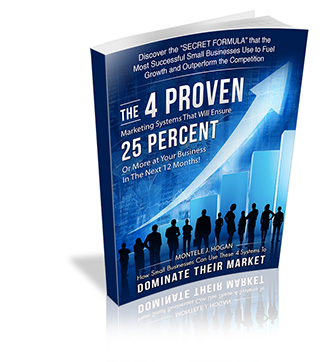 Discover the "SECRET FORMULA" that the
Most Successful Small Businesses Use to Fuel
Growth and Outperform the Competition
THE 4 PROVEN
Marketing Systems That Will Ensure
25 PERCENT
Or More at Your Business
In The Next 12 Months!
MONTELE J. HOGAN
How Small Businesses Can Use These 4 Systems To
DOMINATE THEIR MARKET